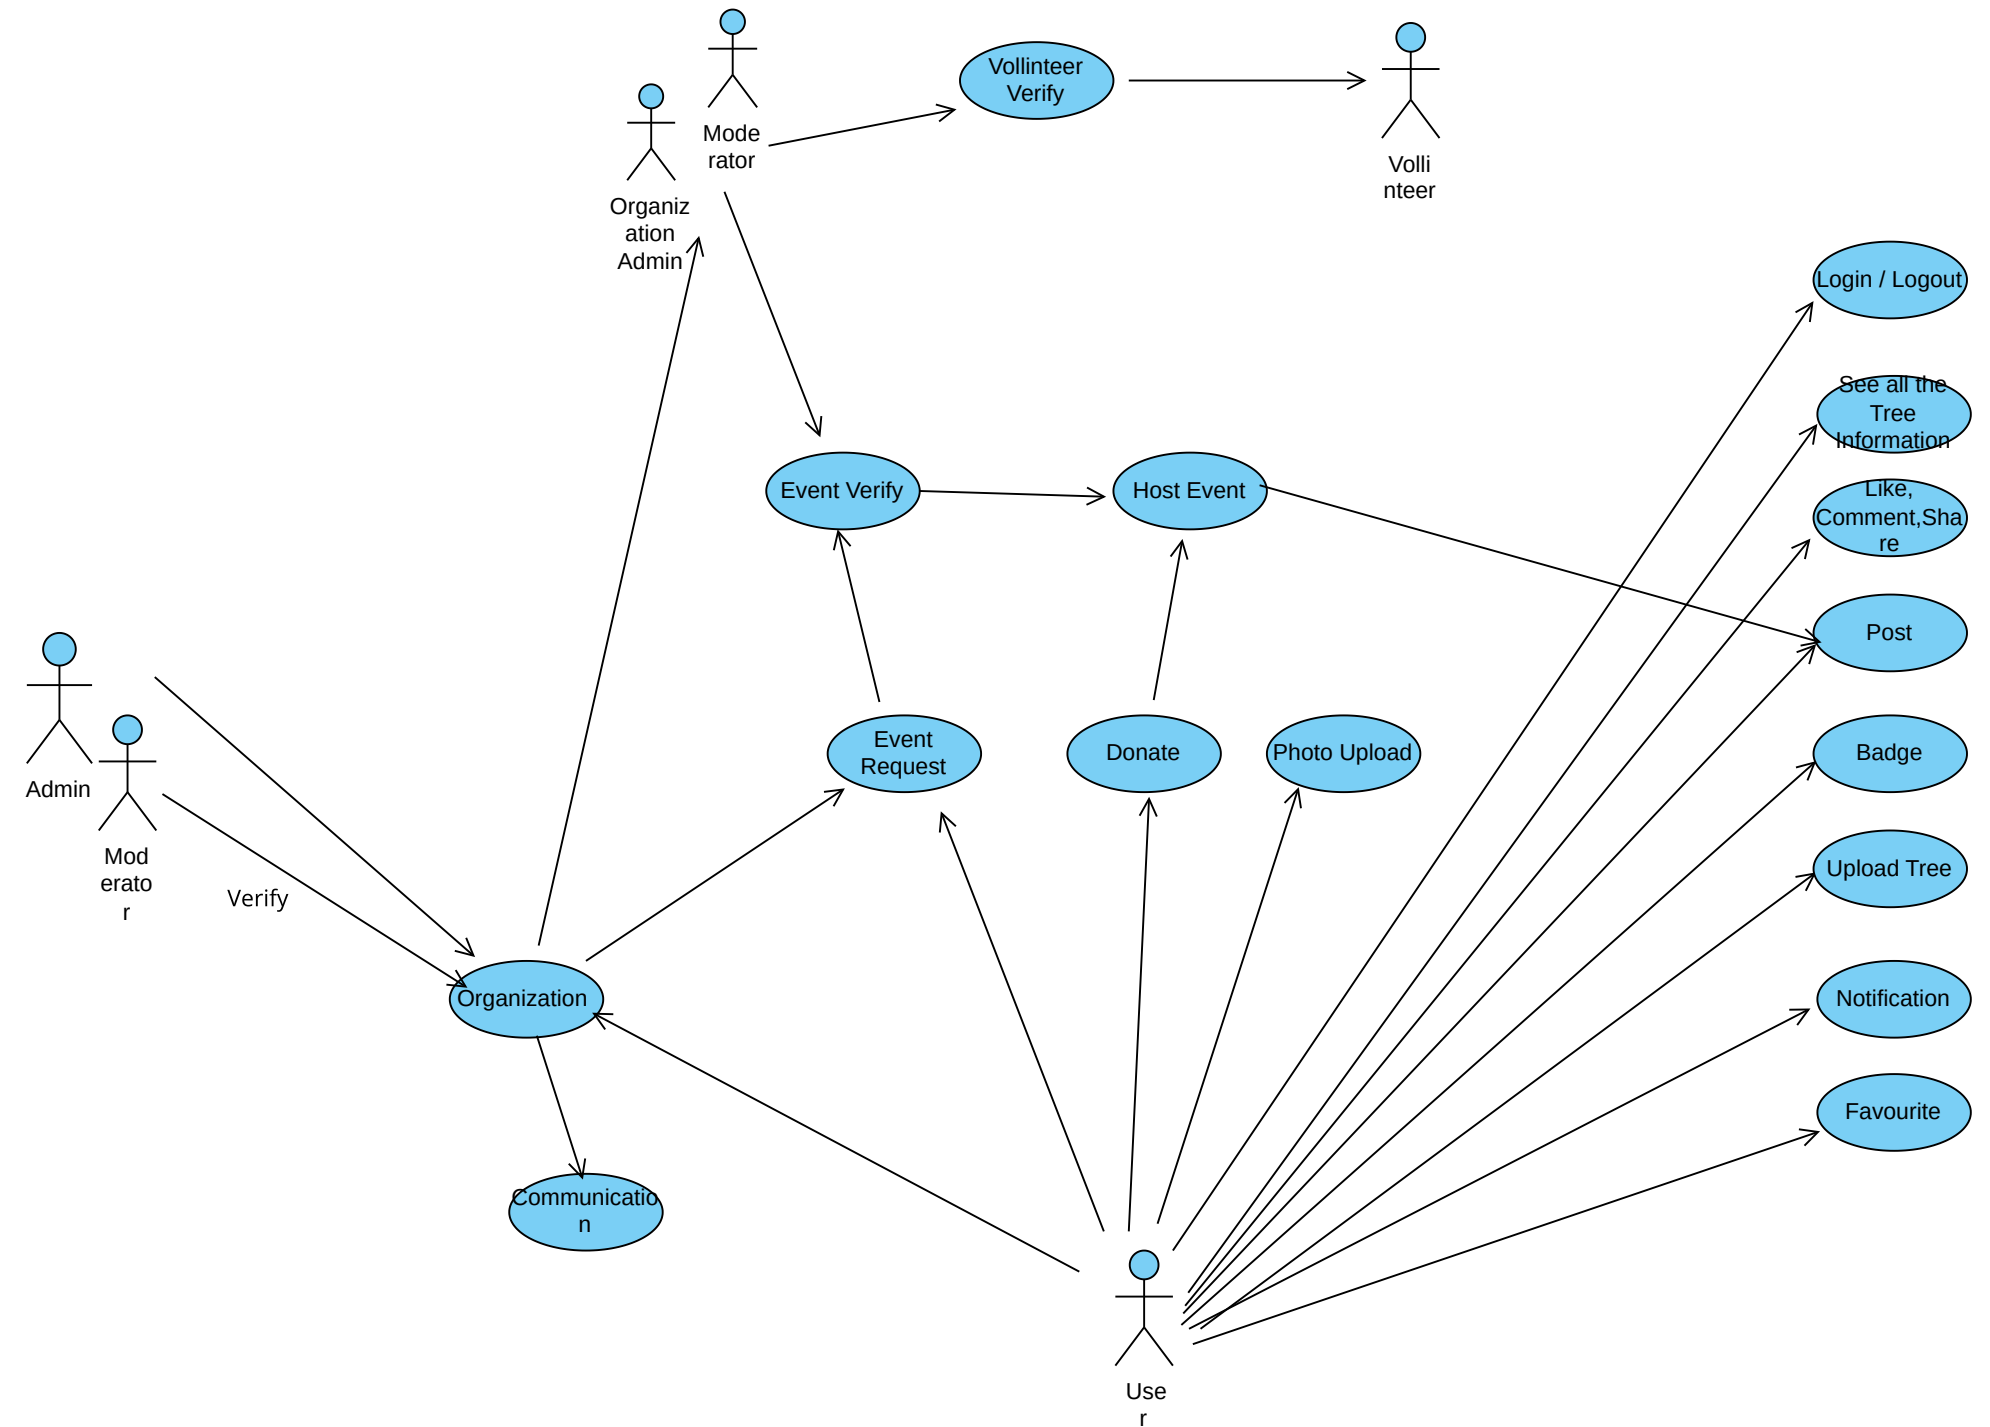 Mode
rator
Vollinteer
Verify
Volli
nteer
Organiz
ation
Admin
Login / Logout
See all the
Tree
Information
Like,
Comment,Sha
re
Event Verify
Host Event
Post
Event
Request
Donate
Photo Upload
Badge
Admin
Mod
erato
r
Verify
Upload Tree
Organization
Notification
Favourite
Communicatio
n
Use
r